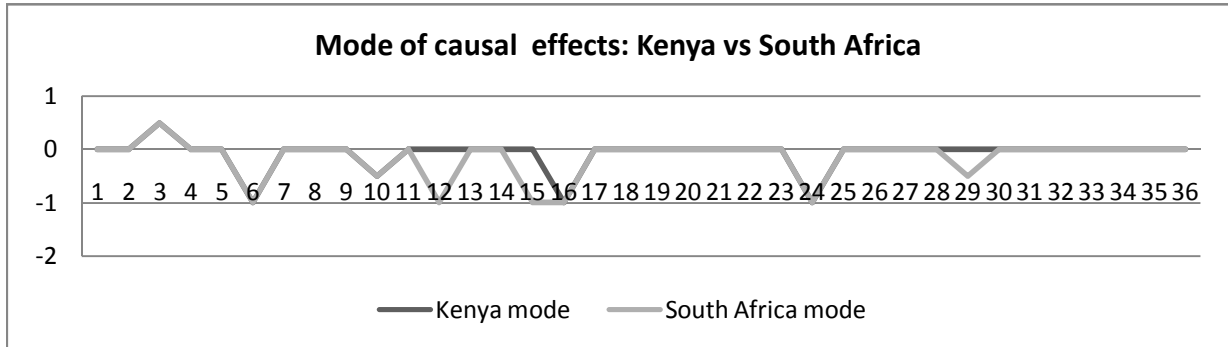 Mode of causal effects: Kenya vs South Africa
1
0
1 2 3 4 5 6 7 8 9 10 11 12 13 14 15 16 17 18 19 20 21 22 23 24 25 26 27 28 29 30 31 32 33 34 35 36
-1
-2
Kenya mode South Africa mode